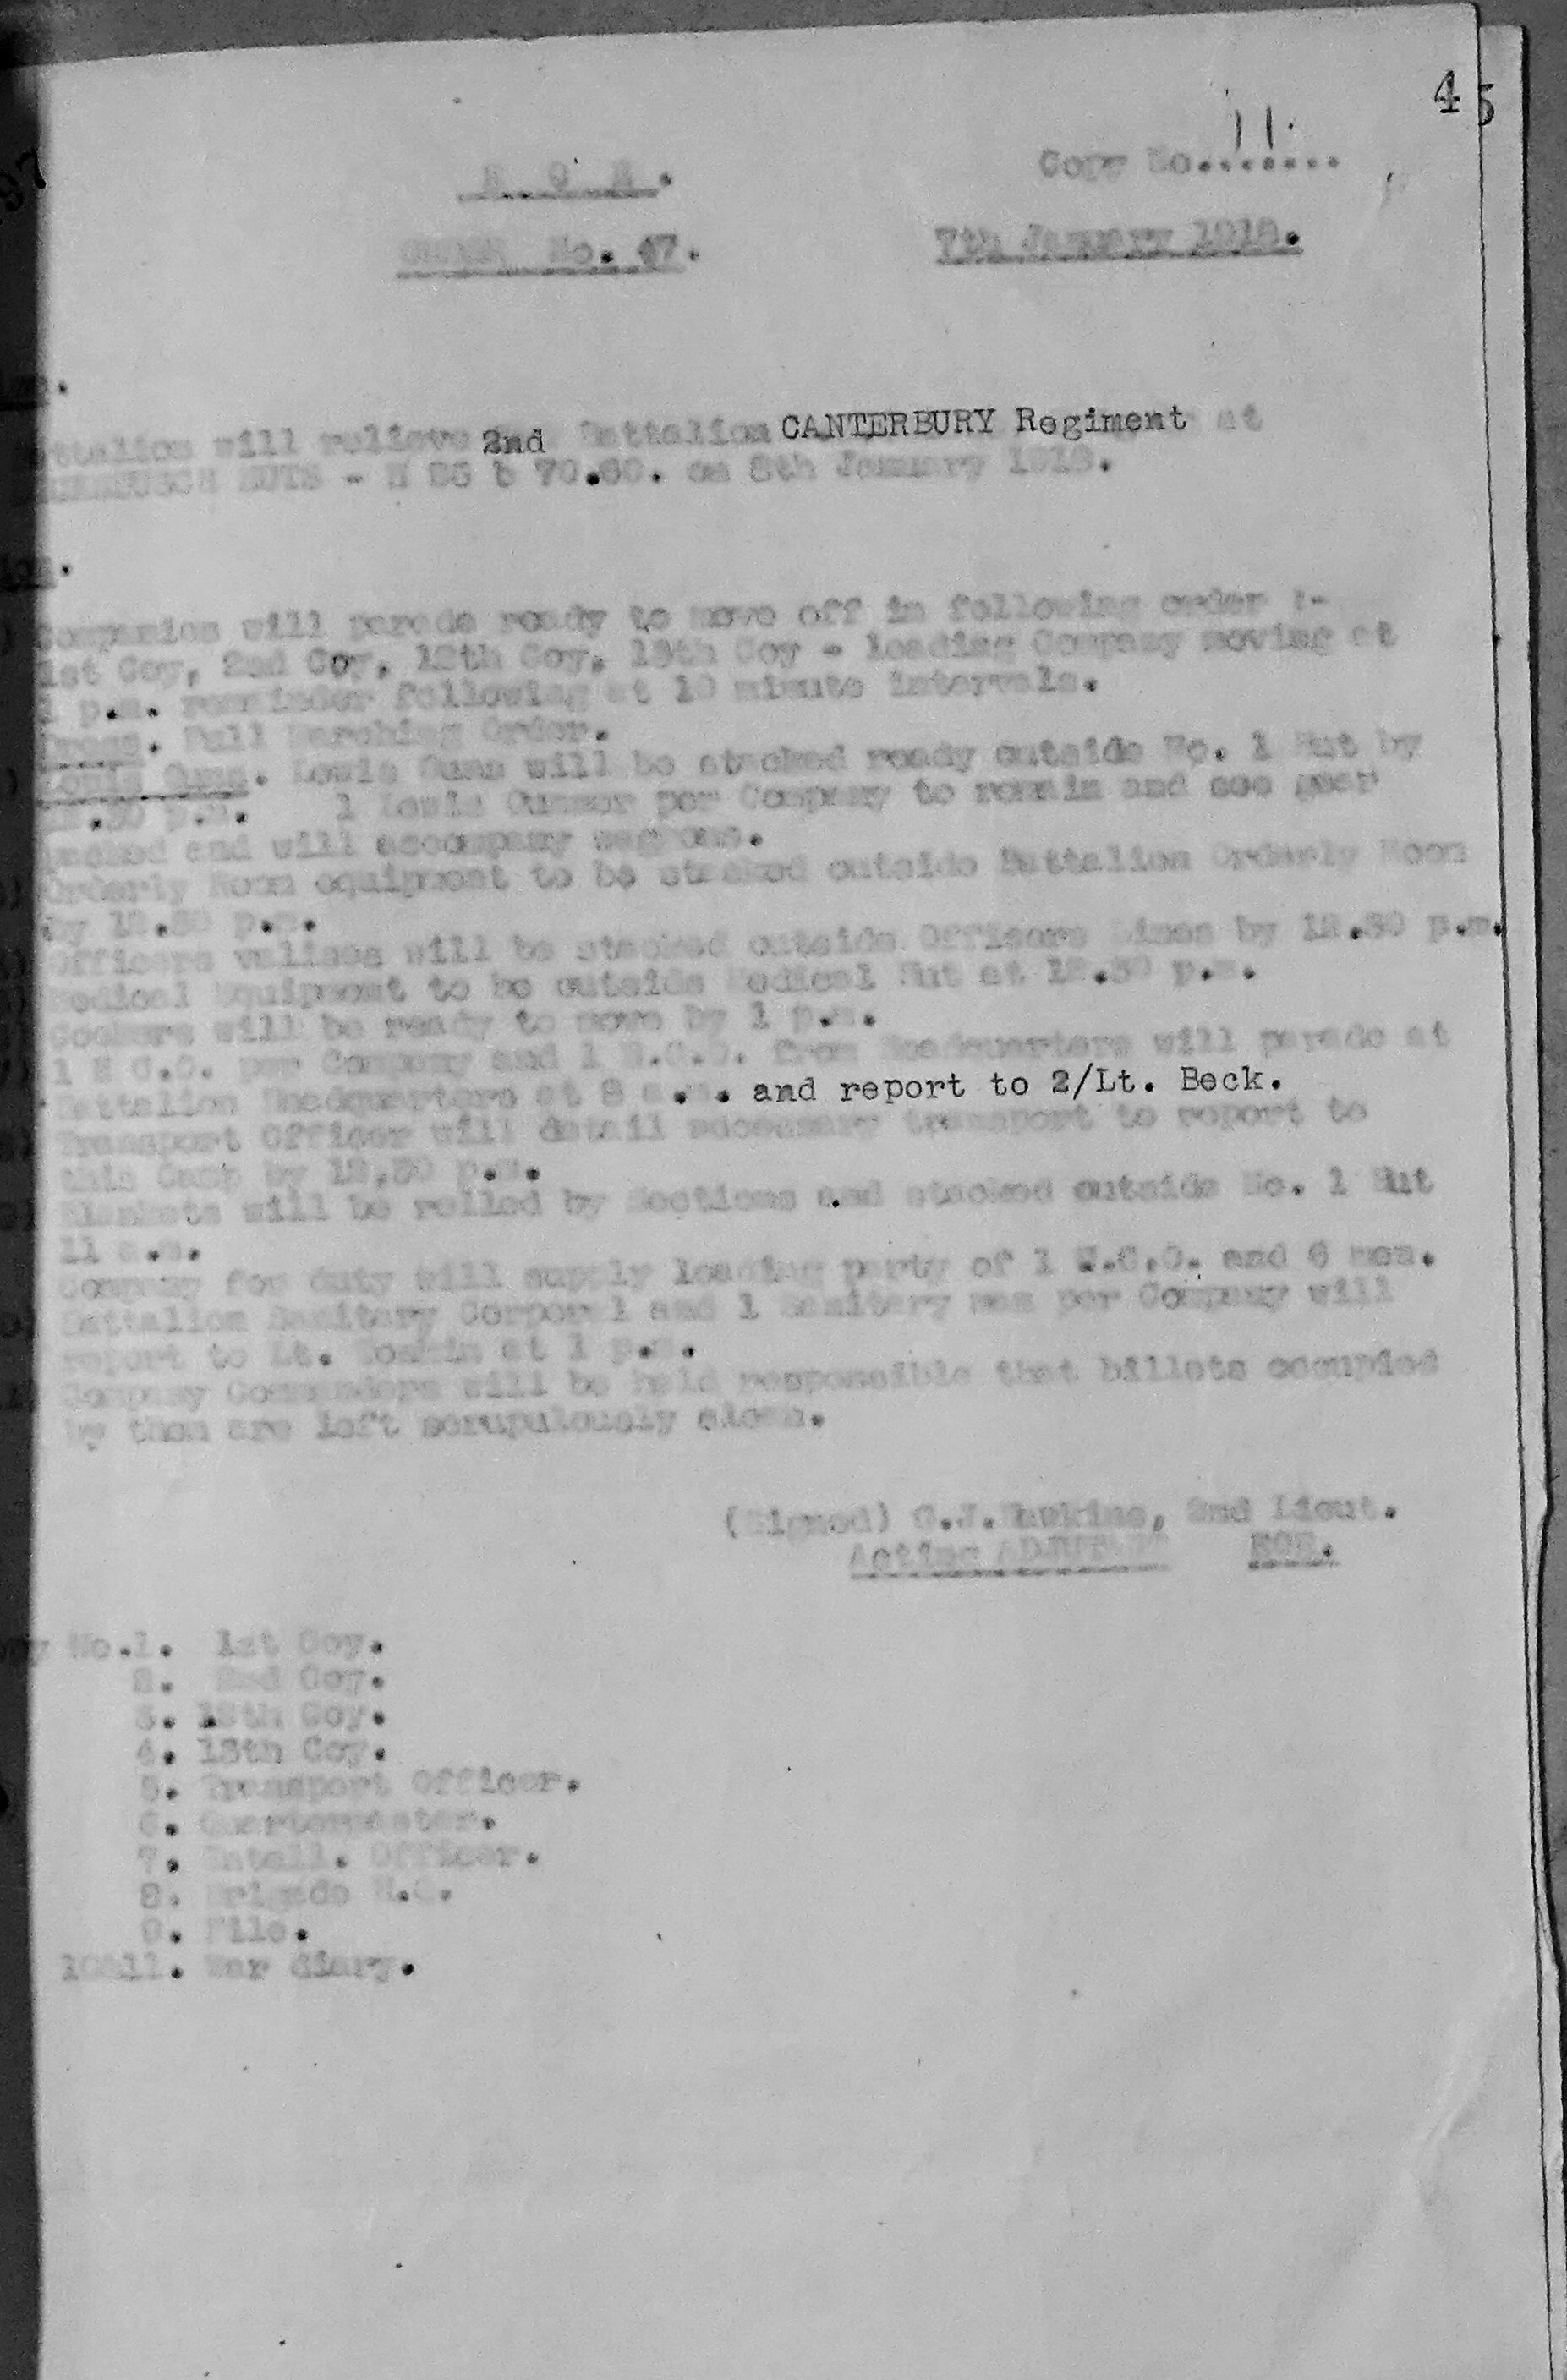 45
11.
Copy No........
ORDER No. 47.
7th January 1918.
ttalion will relieve 2nd Battalion CANTERBURY Regiment at
HUTS - H 26 b 70.60. on 8th January 1918.
Companies will parade ready to move off in following order :-
1st Coy, 2nd Coy, 12th Coy, 13th Coy - leading Company moving at
p.m. remainder following at 10 minute intervals.
Dress. Full Marching Order.
Lewis Guns. Lewis Guns will be stacked ready outside No. 1 Hut by
12.30 p.m. 1 Lewis Gunner per Company to remain and see gear
packed and will accompany waggons.
Orderly Room equipment to be stacked outside Battalion Orderly Room
by 12.30 p.m.
Officers valises will be stacked outside Officers Lines by 12.30 p.m.
Medical Equipment to be outside Medical Hut at 12.30 p.m.
Cookers will be ready to move by 1 p.m.
1 N C.O. per Company and 1 N.C.O. from Headquarters will parade at
Battalion Headquarters at 8 a.m. and report to 2/Lt. Beck.
Transport Officer will detail necessary transport to report to
this Camp by 12.30 p.m.
Blankets will be rolled by Sections and stacked outside No. 1 Hut
11 a.m.
Company for duty will supply loading party of 1 N.C.O. and 6 men.
Battalion Sanitary Corporal and 1 Sanitary man per Company will
report to Lt. at 1 p.m.
Company Commanders will be held responsible that billets occupied
by them are left scrupulously clean.
(Signed) G.J.Hawkins, 2nd Lieut.
Acting ADJUTANT
No.1. 1st Coy.
2. 2nd Coy.
3. 12th Coy.
4. 13th Coy.
5. Transport Officer.
6. Quartermaster.
7. Intell. Officer.
8. Brigade H.Q.
9. File.
10&11. War diary.